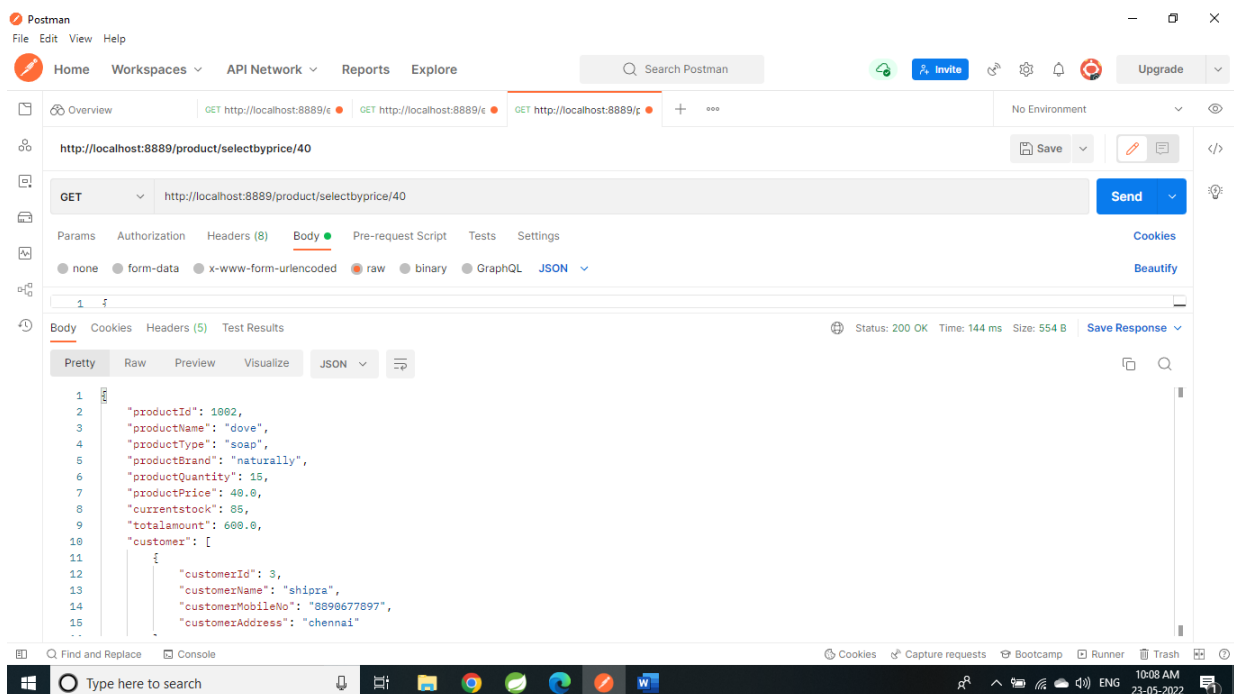 Postman
File Edit View Help
Home Workspaces API Network Reports Explore Search Postman Invite Upgrade
Overview GET http://localhost:8889/e GET http://localhost:8889/e GET http://localhost:8889/p No Environment
http://localhost:8889/product/selectbyprice/40 Save
GET http://localhost:8889/product/selectbyprice/40 Send
Params Authorization Headers (8) Body Pre-request Script Tests Settings Cookies
none form-data x-www-form-urlencoded raw binary GraphQL JSON Beautify
1 {
Body Cookies Headers (5) Test Results Status: 200 OK Time: 144 ms Size: 554 B Save Response
Pretty Raw Preview Visualize JSON
1 {
2 "productId": 1002,
3 "productName": "dove",
4 "productType": "soap",
5 "productBrand": "naturally",
6 "productQuantity": 15,
7 "productPrice": 40.0,
8 "currentstock": 85,
9 "totalamount": 600.0,
10 "customer": [
11 {
12 "customerId": 3,
13 "customerName": "shipra",
14 "customerMobileNo": "8890677897",
15 "customerAddress": "chennai"
Find and Replace Console Cookies Capture requests Bootcamp Runner Trash
Type here to search ENG 10:08 AM
23-05-2022